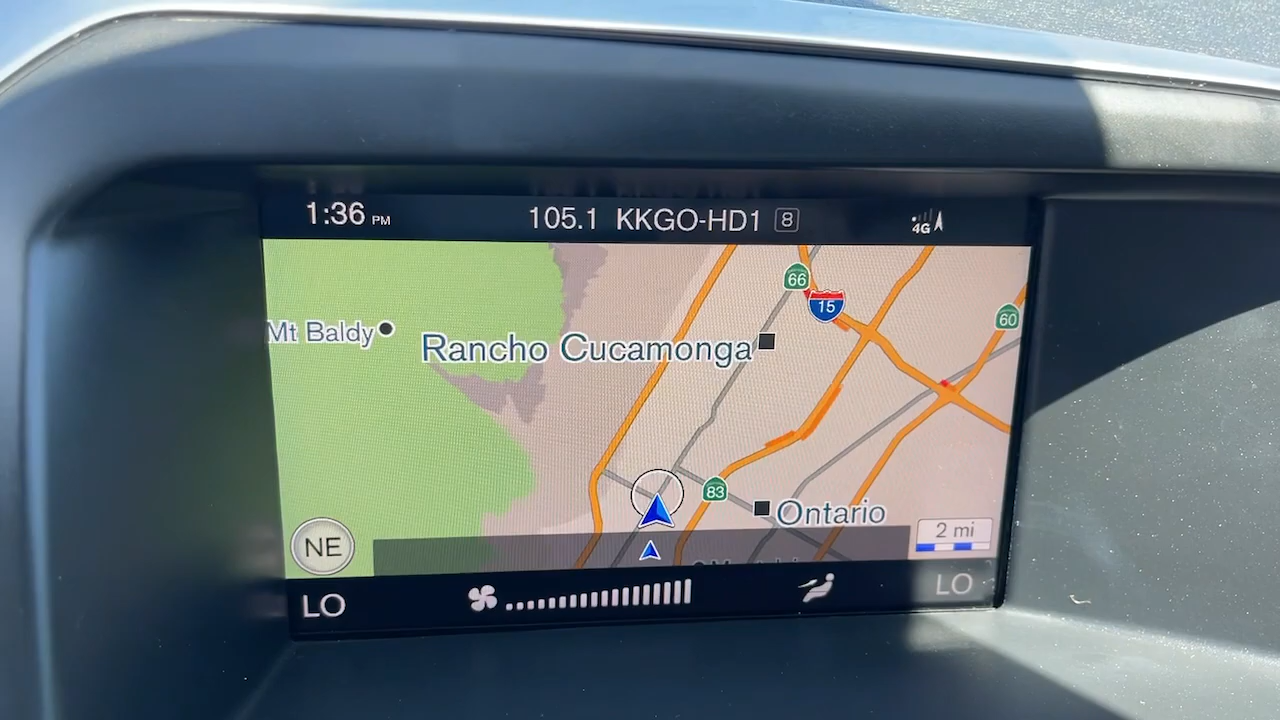 1:36 PM 105.1 KKGO-HD1 8 4G
66
15
60
Mt Baldy
Rancho Cucamonga
83
Ontario
NE
2 mi
LO LO